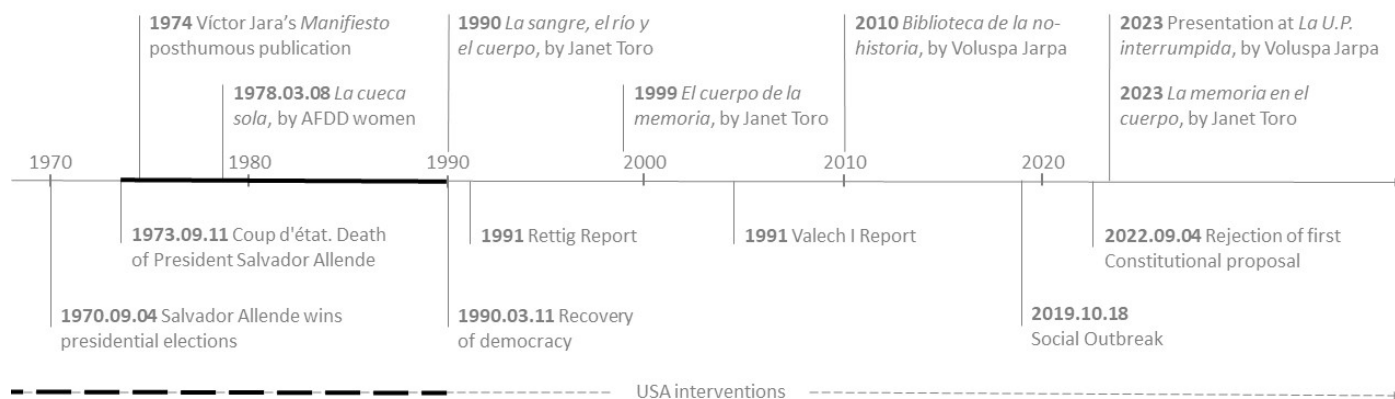 1974 Víctor Jara's Manifiesto
posthumous publication
1978.03.08 La cueca
sola, by AFDD women
1990 La sangre, el río y
el cuerpo, by Janet Toro
1999 El cuerpo de la
memoria, by Janet Toro
2010 Biblioteca de la no-
historia, by Voluspa Jarpa
2023 Presentation at La U.P.
interrumpida, by Voluspa Jarpa
2023 La memoria en el
cuerpo, by Janet Toro
1970 1980 1990 2000 2010 2020
1973.09.11 Coup d'état. Death
of President Salvador Allende
1970.09.04 Salvador Allende wins
presidential elections
1991 Rettig Report
1990.03.11 Recovery
of democracy
1991 Valech I Report
2022.09.04 Rejection of first
Constitutional proposal
2019.10.18
Social Outbreak
USA interventions